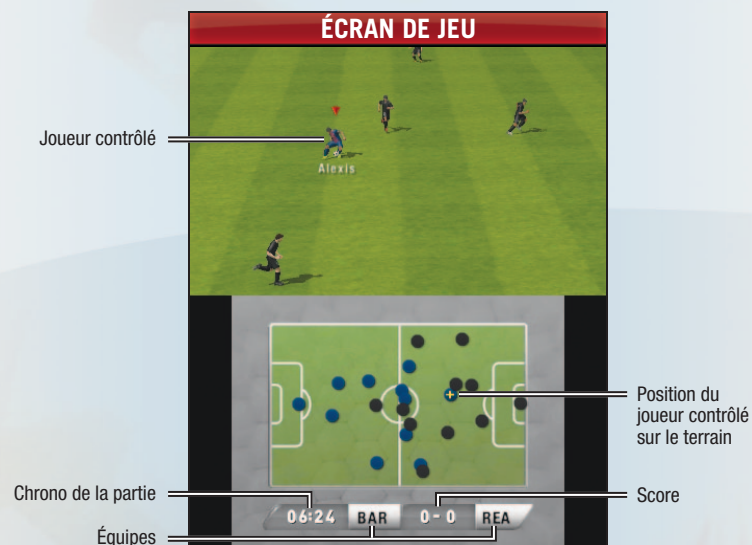 ÉCRAN DE JEU
Joueur contrôlé
Alexis
Position du
joueur contrôlé
sur le terrain
Chrono de la partie
Score
06:24 BAR 0-0 REA
Équipes